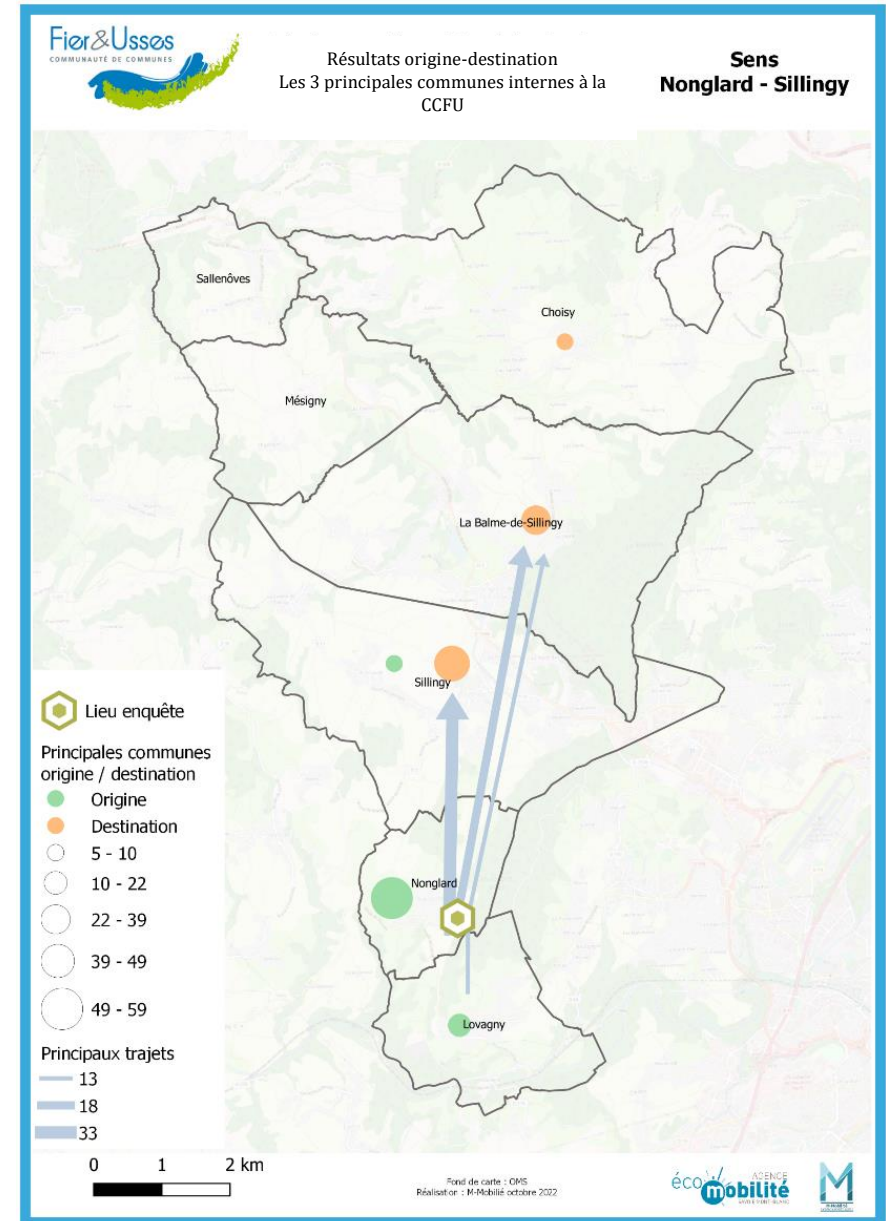 Fier&Usses
COMMUNAUTÉ DE COMMUNES
Résultats origine-destination
Les 3 principales communes internes à la
CCFU
Sens
Nonglard - Sillingy
Sallenôves
Choisy
Mésigny
La Balme-de-Sillingy
Sillingy
Nonglard
Lovagny
Lieu enquête
Principales communes
origine / destination
Origine
Destination
5 - 10
10 - 22
22 - 39
39 - 49
49 - 59
Principaux trajets
13
18
33
0 1 2 km
Fond de carte : OMS
Réalisation : M-Mobilié octobre 2022
AGENCE
écomobilité
M